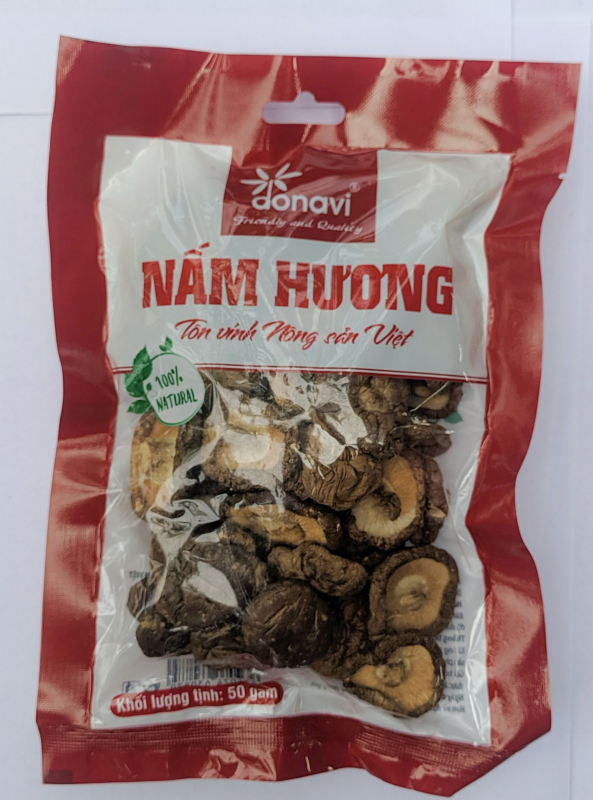 donavi®
Friendly and Quality
NẤM HƯƠNG
Tôn vinh Nông sản Việt
100%
NATURAL
Khối lượng tịnh: 50 gam